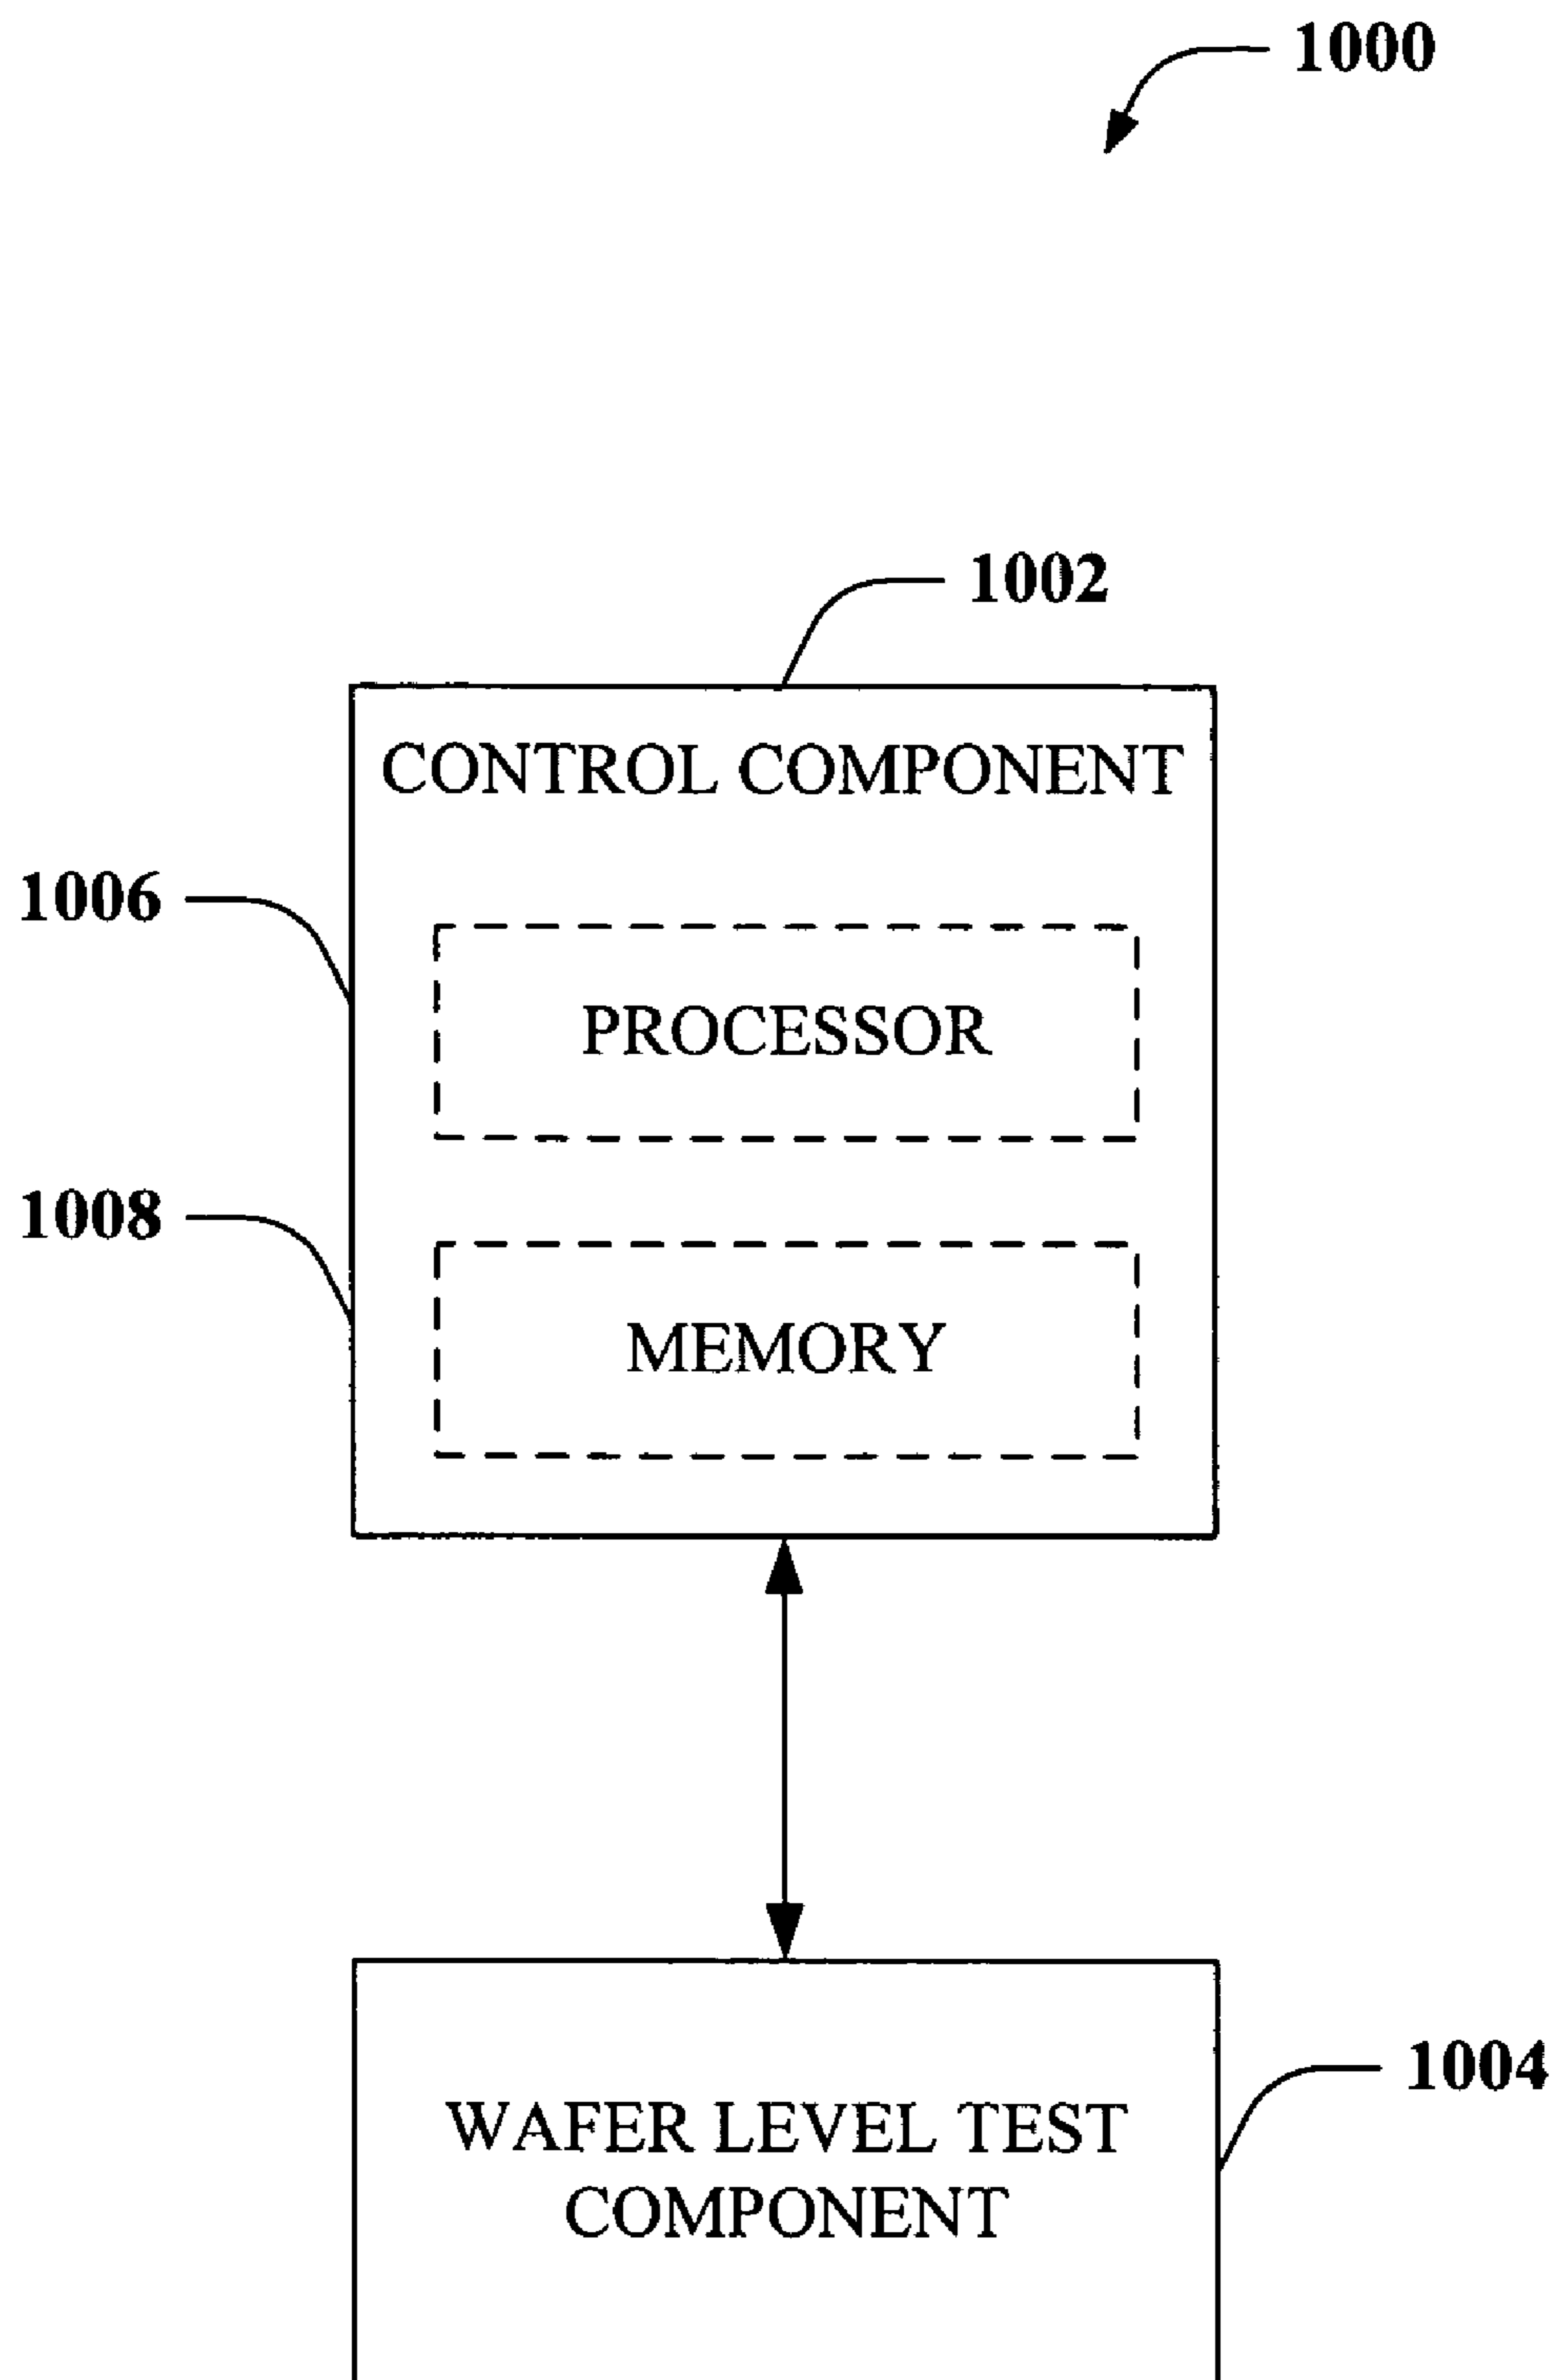 1000
1002
CONTROL COMPONENT
1006
PROCESSOR
1008
MEMORY
1004
WAFER LEVEL TEST
COMPONENT